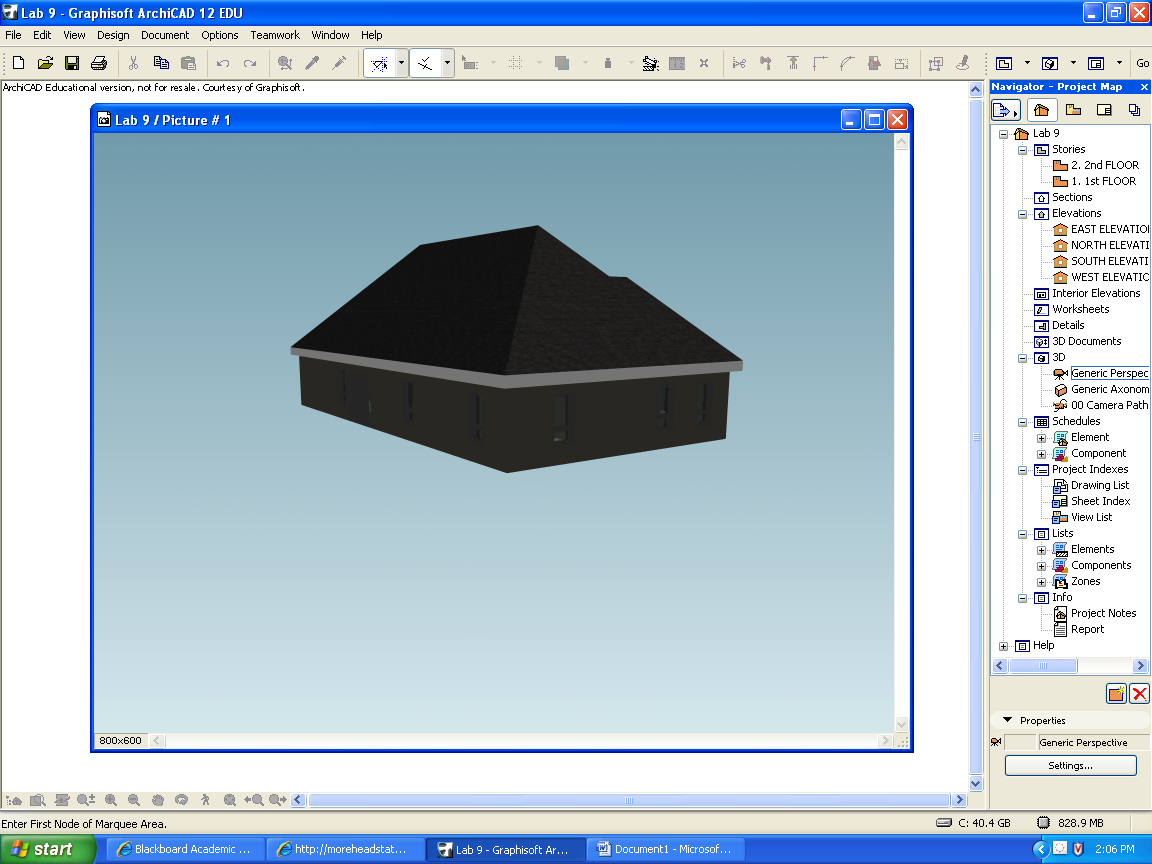 Lab 9 - Graphisoft ArchiCAD 12 EDU
File Edit View Design Document Options Teamwork Window Help
Go
ArchiCAD Educational version, not for resale. Courtesy of Graphisoft.
Lab 9 / Picture # 1
800x600
Navigator - Project Map
Lab 9
Stories
2. 2nd FLOOR
1. 1st FLOOR
Sections
Elevations
EAST ELEVATIO
NORTH ELEVATI
SOUTH ELEVATI
WEST ELEVATIC
Interior Elevations
Worksheets
Details
3D Documents
3D
Generic Perspec
Generic Axonom
00 Camera Path
Schedules
Element
Component
Project Indexes
Drawing List
Sheet Index
View List
Lists
Elements
Components
Zones
Info
Project Notes
Report
Help
Properties
Generic Perspective
Settings...
Enter First Node of Marquee Area.
C: 40.4 GB
828.9 MB
start
Blackboard Academic ...
http://moreheadstat...
Lab 9 - Graphisoft Ar...
Document1 - Microsof...
2:06 PM